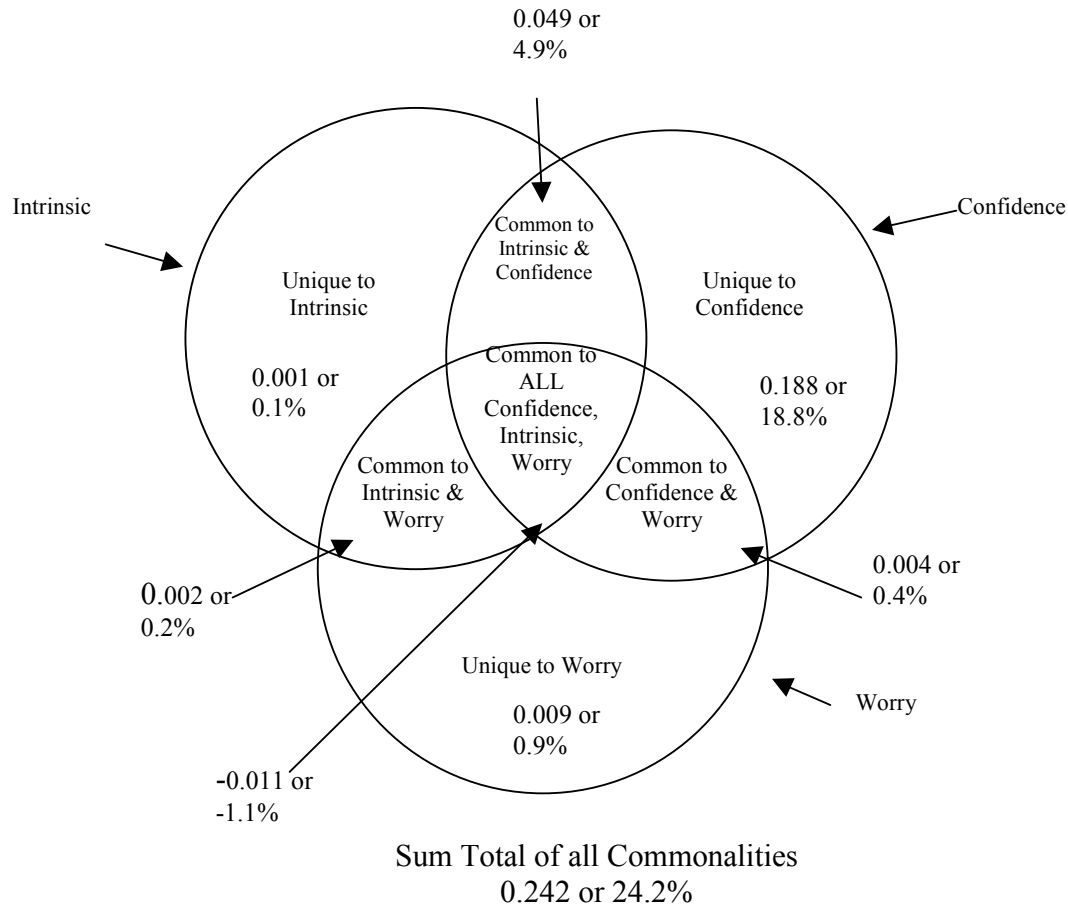 0.049 or
4.9%
Intrinsic
Confidence
Common to
Intrinsic &
Confidence
Unique to
Intrinsic
Unique to
Confidence
0.001 or
0.1%
Common to
ALL
Confidence,
Intrinsic,
Worry
0.188 or
18.8%
Common to
Intrinsic &
Worry
Common to
Confidence &
Worry
0.002 or
0.2%
0.004 or
0.4%
Unique to Worry
0.009 or
0.9%
Worry
-0.011 or
-1.1%
Sum Total of all Commonalities
0.242 or 24.2%